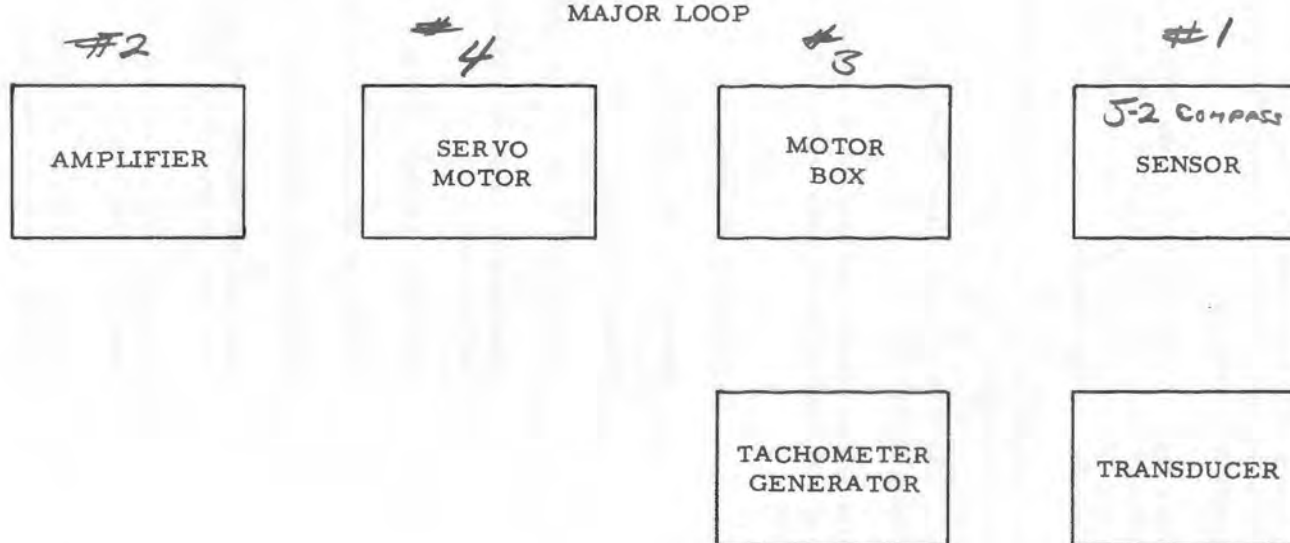 MAJOR LOOP
#2
#4
#3
#1
AMPLIFIER
SERVO
MOTOR
MOTOR
BOX
J-2 COMPASS
SENSOR
TACHOMETER
GENERATOR
TRANSDUCER